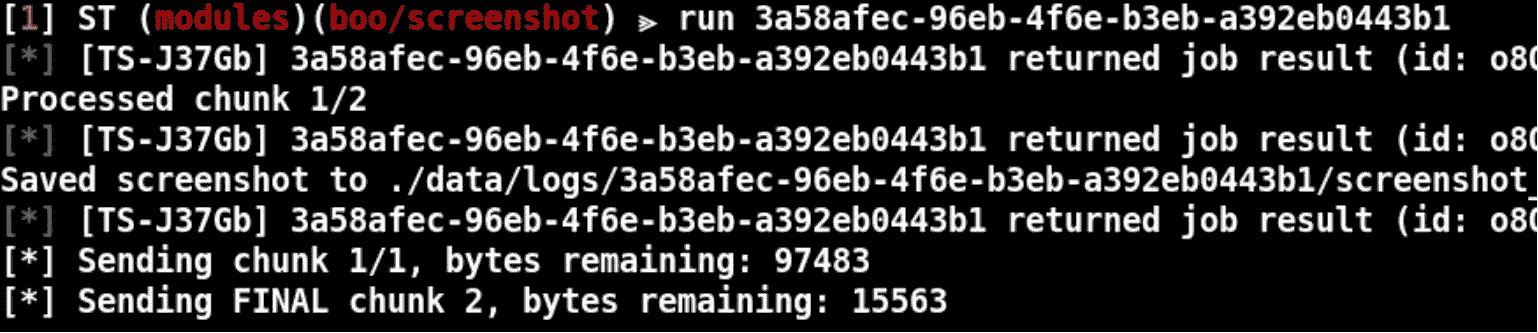 [1] ST (modules)(boo/screenshot) ⪢ run 3a58afec-96eb-4f6e-b3eb-a392eb0443b1
[*] [TS-J37Gb] 3a58afec-96eb-4f6e-b3eb-a392eb0443b1 returned job result (id: o80
Processed chunk 1/2
[*] [TS-J37Gb] 3a58afec-96eb-4f6e-b3eb-a392eb0443b1 returned job result (id: o80
Saved screenshot to ./data/logs/3a58afec-96eb-4f6e-b3eb-a392eb0443b1/screenshot_
[*] [TS-J37Gb] 3a58afec-96eb-4f6e-b3eb-a392eb0443b1 returned job result (id: o80
[*] Sending chunk 1/1, bytes remaining: 97483
[*] Sending FINAL chunk 2, bytes remaining: 15563